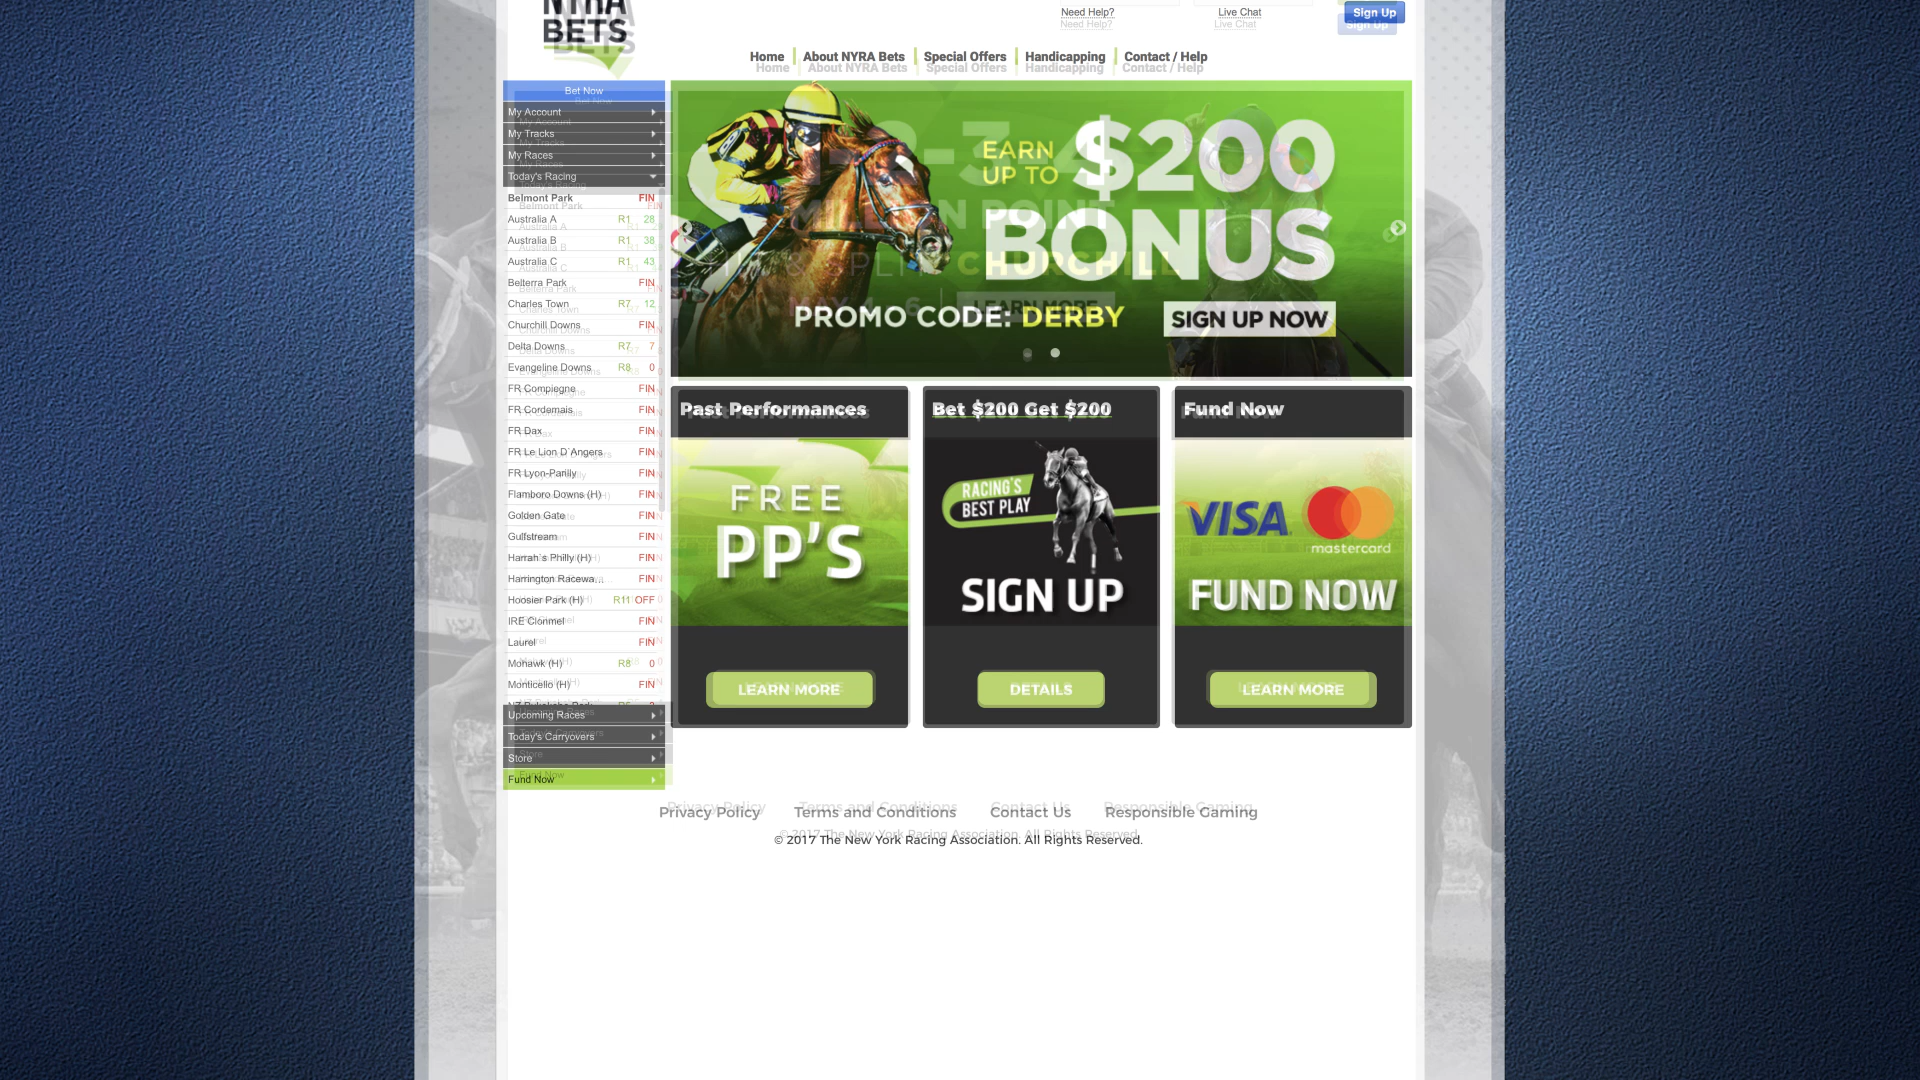 NYRA
BETS
Need Help?
Live Chat
Sign Up
Home
About NYRA Bets
Special Offers
Handicapping
Contact / Help
Bet Now
My Account
My Tracks
My Races
Today's Racing
Belmont Park FIN
Australia A R1 28
Australia B R1 38
Australia C R1 43
Belterra Park FIN
Charles Town R7 12
Churchill Downs FIN
Delta Downs R7 7
Evangeline Downs R8 0
FR Compiegne FIN
FR Cordemais FIN
FR Dax FIN
FR Le Lion D`Angers FIN
FR Lyon-Parilly FIN
Flamboro Downs (H) FIN
Golden Gate FIN
Gulfstream FIN
Harrah`s Philly (H) FIN
Harrington Racewa... FIN
Hoosier Park (H) R11 OFF
IRE Clonmel FIN
Laurel FIN
Mohawk (H) R8 0
Monticello (H) FIN
Upcoming Races
Today's Carryovers
Store
Fund Now
EARN
UP TO
$200
BONUS
PROMO CODE: DERBY
SIGN UP NOW
CHURCHILL
LEARN MORE
Past Performances
FREE
PP'S
LEARN MORE
Bet $200 Get $200
RACING'S
BEST PLAY
SIGN UP
DETAILS
Fund Now
VISA
mastercard
FUND NOW
LEARN MORE
Privacy Policy
Terms and Conditions
Contact Us
Responsible Gaming
© 2017 The New York Racing Association. All Rights Reserved.